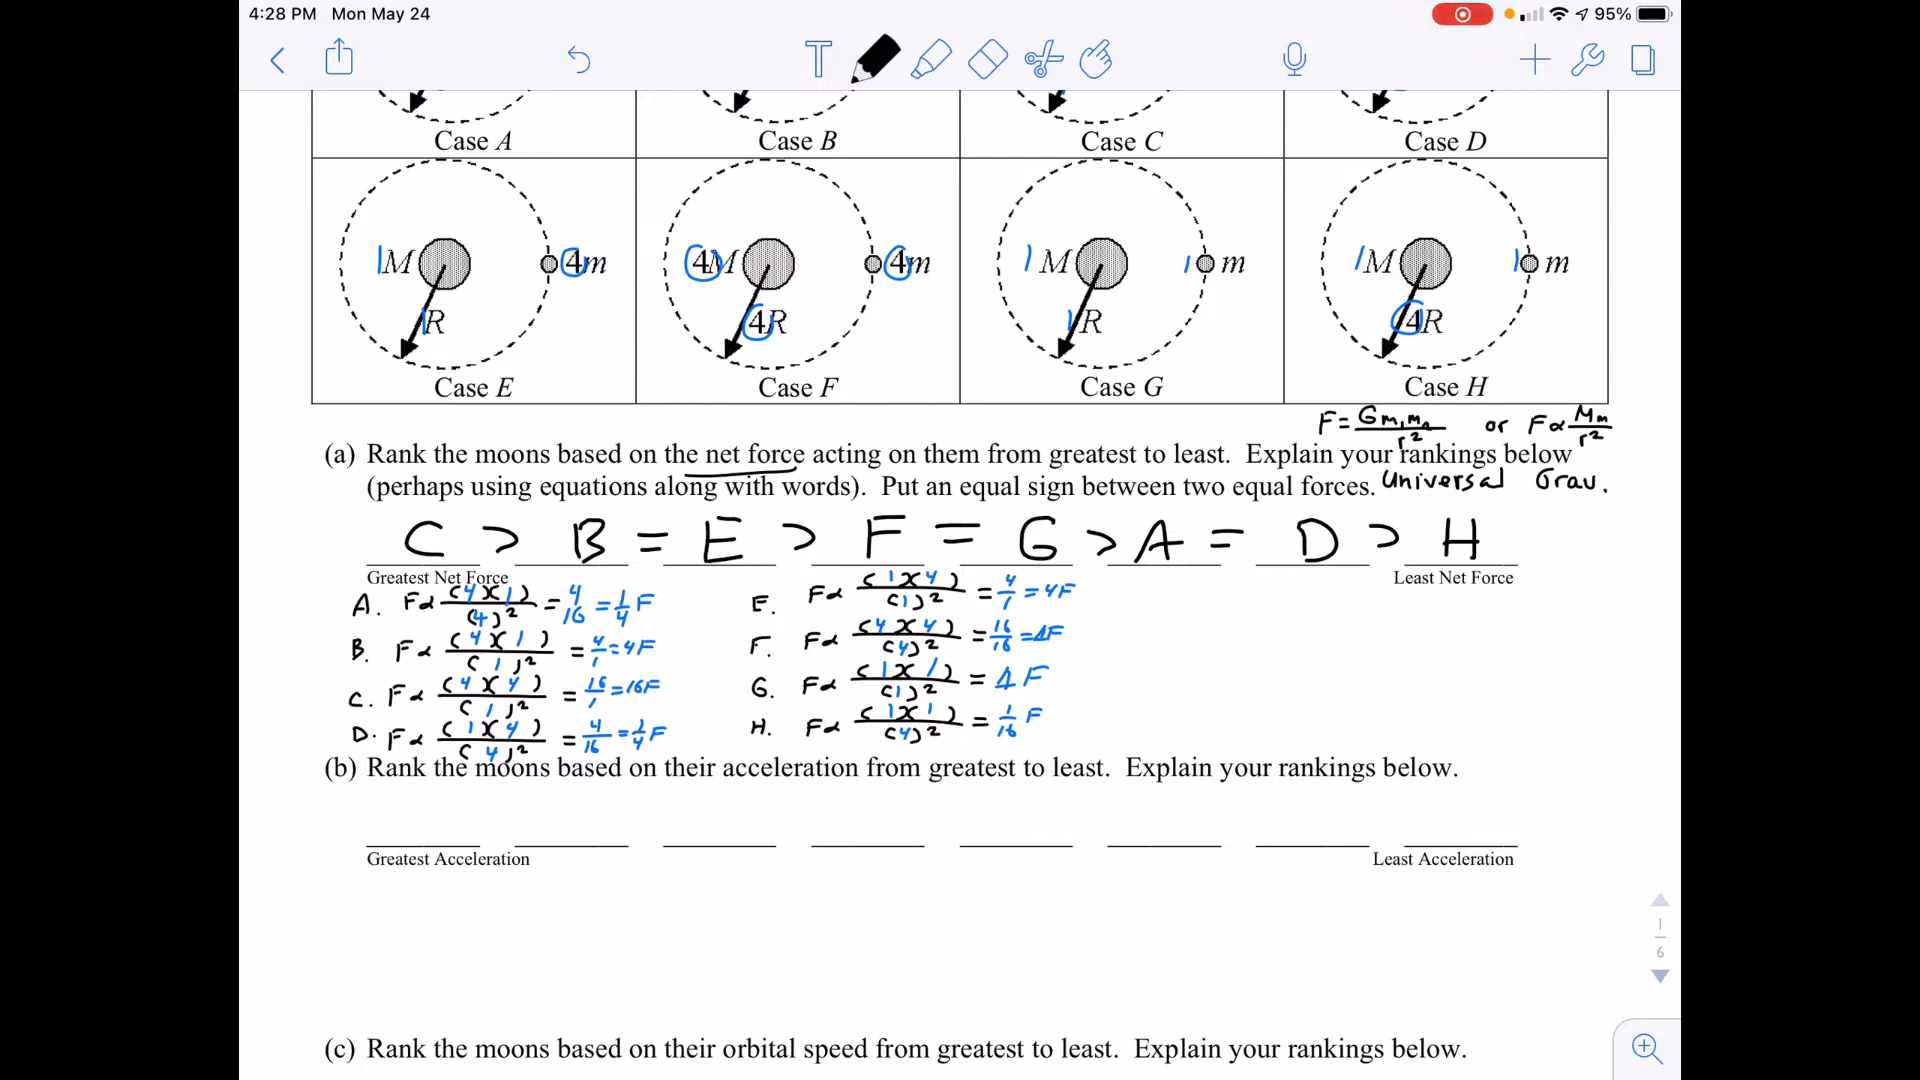 4:28 PM Mon May 24
95%
T
Case A
Case B
Case C
Case D
1M 4m
1R
Case E
4M 4m
4R
Case F
1M 1m
1R
Case G
1M 1m
4R
Case H
F = Gm₁m₂/r² or F∝ Mm/r²
(a) Rank the moons based on the net force acting on them from greatest to least. Explain your rankings below
(perhaps using equations along with words). Put an equal sign between two equal forces. Universal Grav.
C > B = E > F = G > A = D > H
Greatest Net Force
Least Net Force
A. F∝ (4)(1)/(4)² = 4/16 = 1/4 F
B. F∝ (4)(1)/(1)² = 4/1 = 4F
C. F∝ (4)(4)/(1)² = 16/1 = 16F
D. F∝ (1)(4)/(4)² = 4/16 = 1/4 F
E. F∝ (1)(4)/(1)² = 4/1 = 4F
F. F∝ (4)(4)/(4)² = 16/16 = 1F
G. F∝ (1)(1)/(1)² = 1F
H. F∝ (1)(1)/(4)² = 1/16 F
(b) Rank the moons based on their acceleration from greatest to least. Explain your rankings below.
Greatest Acceleration
Least Acceleration
1
6
(c) Rank the moons based on their orbital speed from greatest to least. Explain your rankings below.